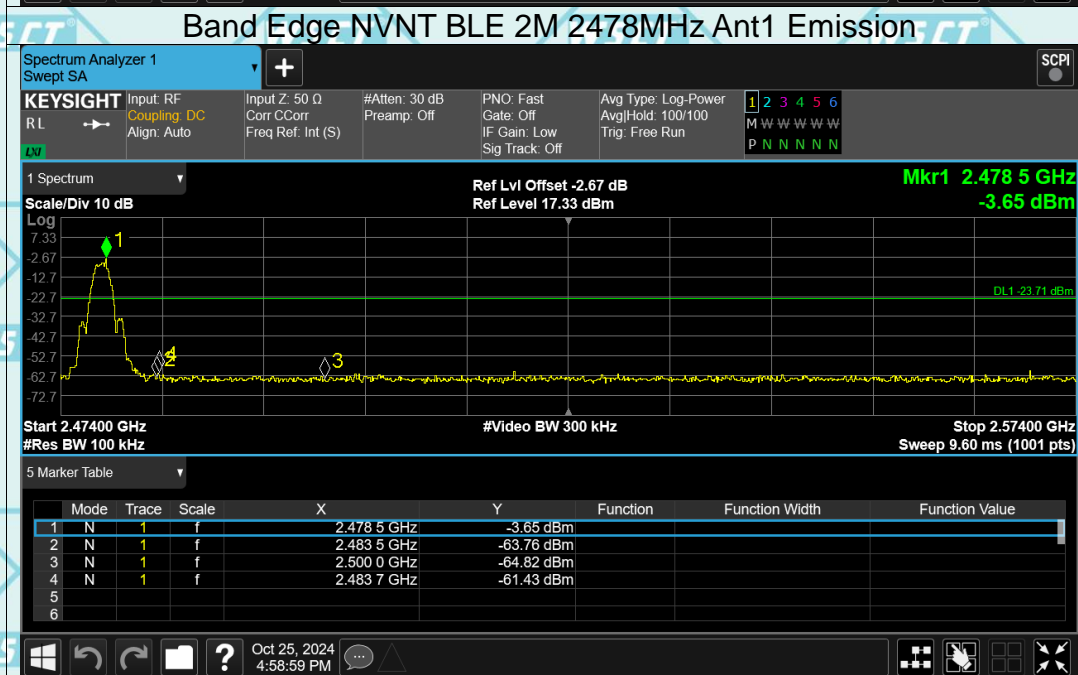 Band Edge NVNT BLE 2M 2478MHz Ant1 Emission
Spectrum Analyzer 1
Swept SA
+
SCPI
KEYSIGHT
R L
LXI
Input: RF
Coupling: DC
Align: Auto
Input Z: 50 Ω
Corr CCorr
Freq Ref: Int (S)
#Atten: 30 dB
Preamp: Off
PNO: Fast
Gate: Off
IF Gain: Low
Sig Track: Off
Avg Type: Log-Power
Avg|Hold: 100/100
Trig: Free Run
1 2 3 4 5 6
M W W W W W
P N N N N N
1 Spectrum
Scale/Div 10 dB
Ref Lvl Offset -2.67 dB
Ref Level 17.33 dBm
Mkr1 2.478 5 GHz
-3.65 dBm
Log
7.33
-2.67
-12.7
-22.7
-32.7
-42.7
-52.7
-62.7
-72.7
1
2
4
3
DL1 -23.71 dBm
Start 2.47400 GHz
#Res BW 100 kHz
#Video BW 300 kHz
Stop 2.57400 GHz
Sweep 9.60 ms (1001 pts)
5 Marker Table
Mode Trace Scale X Y Function Function Width Function Value
1 N 1 f 2.478 5 GHz -3.65 dBm
2 N 1 f 2.483 5 GHz -63.76 dBm
3 N 1 f 2.500 0 GHz -64.82 dBm
4 N 1 f 2.483 7 GHz -61.43 dBm
5
6
?
Oct 25, 2024
4:58:59 PM